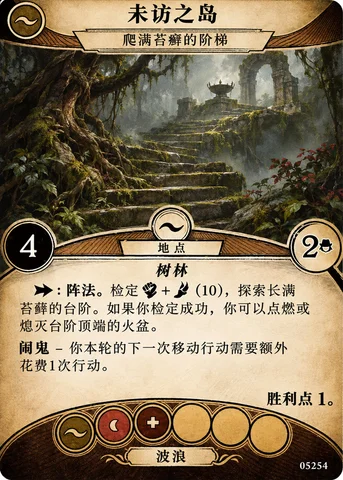 未访之岛
爬满苔癣的阶梯
4
地点
2
树林
：阵法。检定 + (10)，探索长满
苔藓的台阶。如果你检定成功，你可以点燃或
熄灭台阶顶端的火盆。
闹鬼 – 你本轮的下一次移动行动需要额外
花费1次行动。
胜利点 1。
波浪
05254